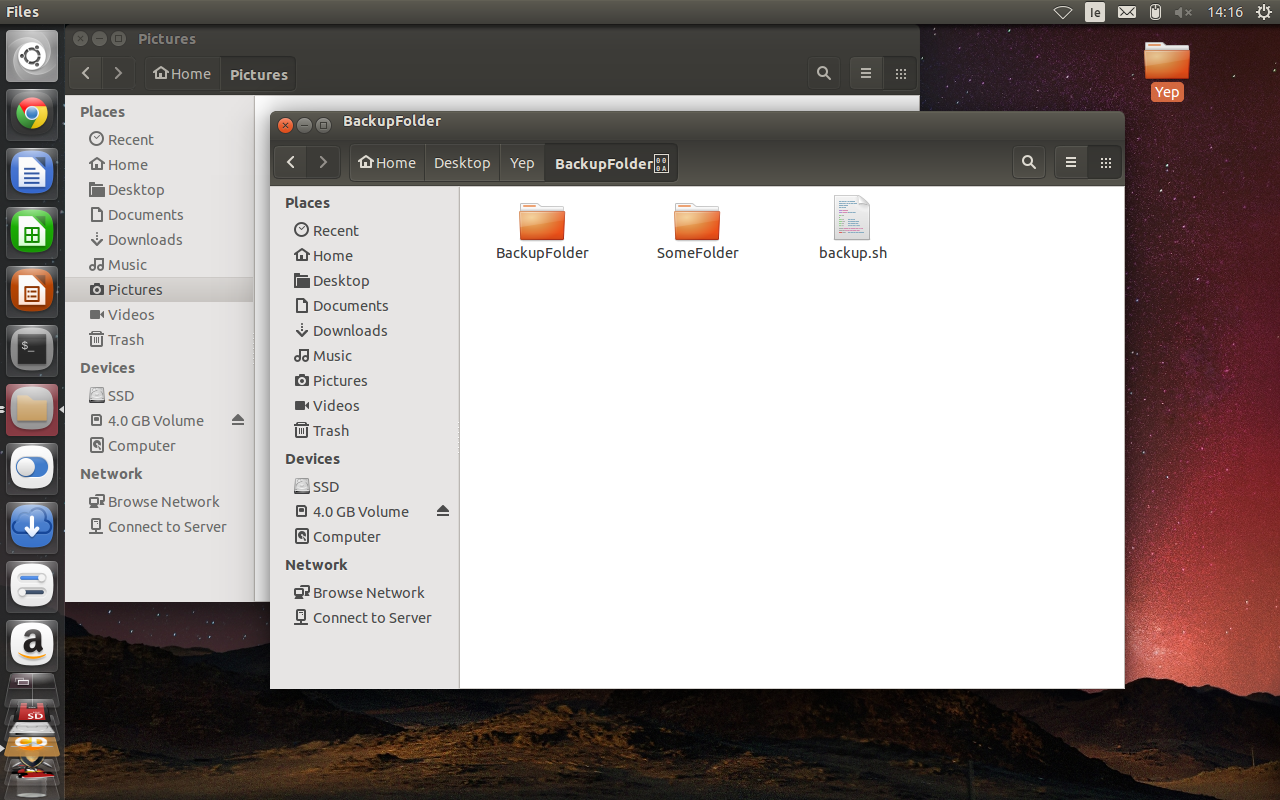 Files
Ie
14:16
Pictures
Home
Pictures
Places
Recent
Home
Desktop
Documents
Downloads
Music
Pictures
Videos
Trash
Devices
SSD
4.0 GB Volume
Computer
Network
Browse Network
Connect to Server
$_
a
SD
BackupFolder
Home
Desktop
Yep
BackupFolder
000A
Places
Recent
Home
Desktop
Documents
Downloads
Music
Pictures
Videos
Trash
Devices
SSD
4.0 GB Volume
Computer
Network
Browse Network
Connect to Server
BackupFolder
SomeFolder
backup.sh
Yep